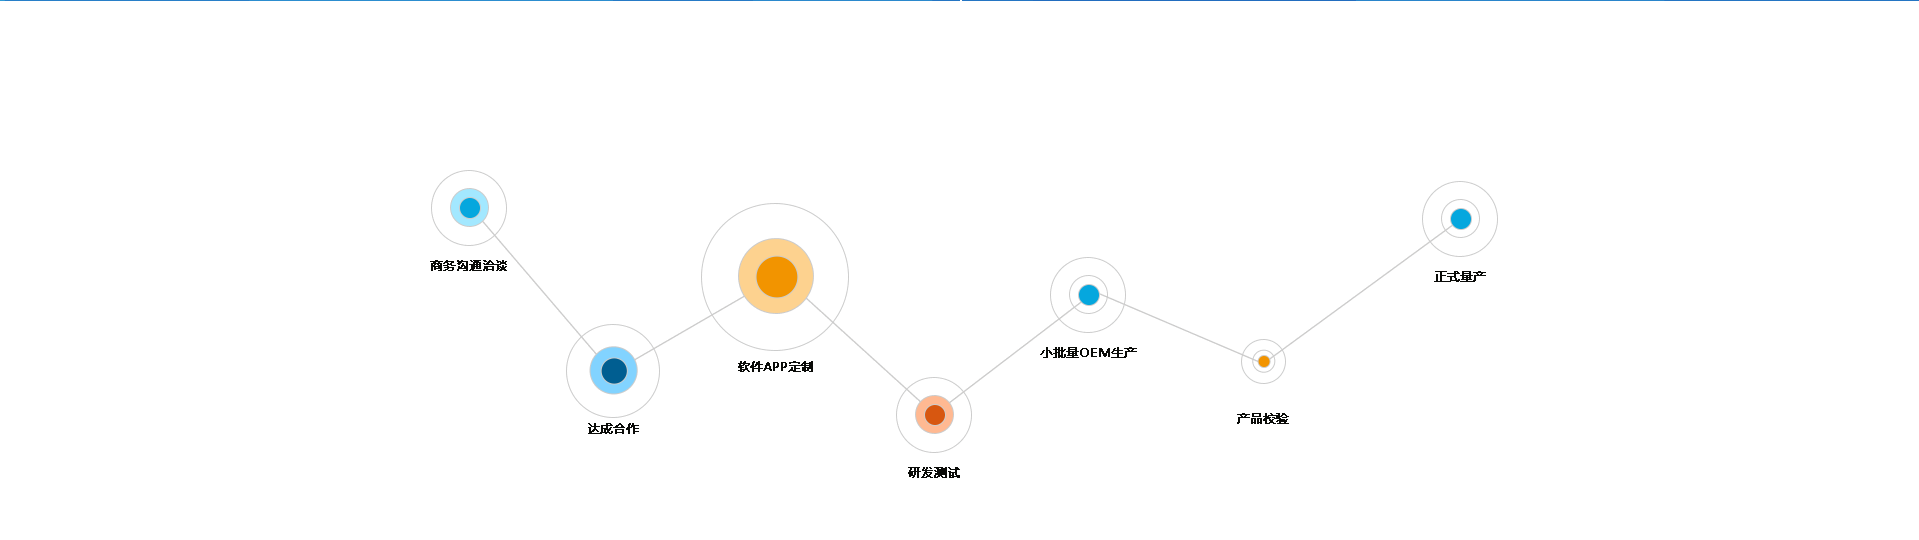 商务沟通洽谈
达成合作
软件APP定制
研发测试
小批量OEM生产
产品校验
正式量产